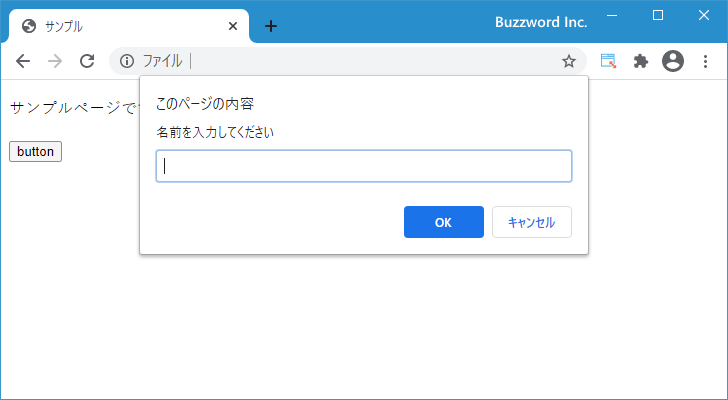 サンプル
Buzzword Inc.
ファイル
サンプルページで
このページの内容
名前を入力してください
button
OK
キャンセル